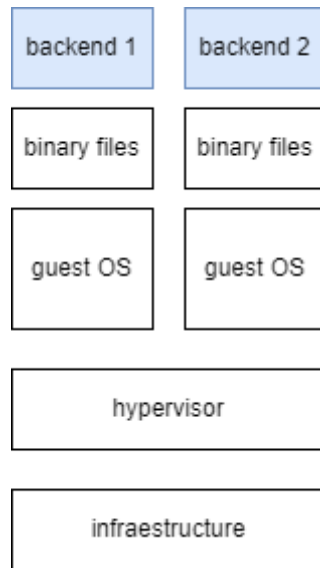 backend 1 backend 2
binary files binary files
guest OS guest OS
hypervisor
infraestructure